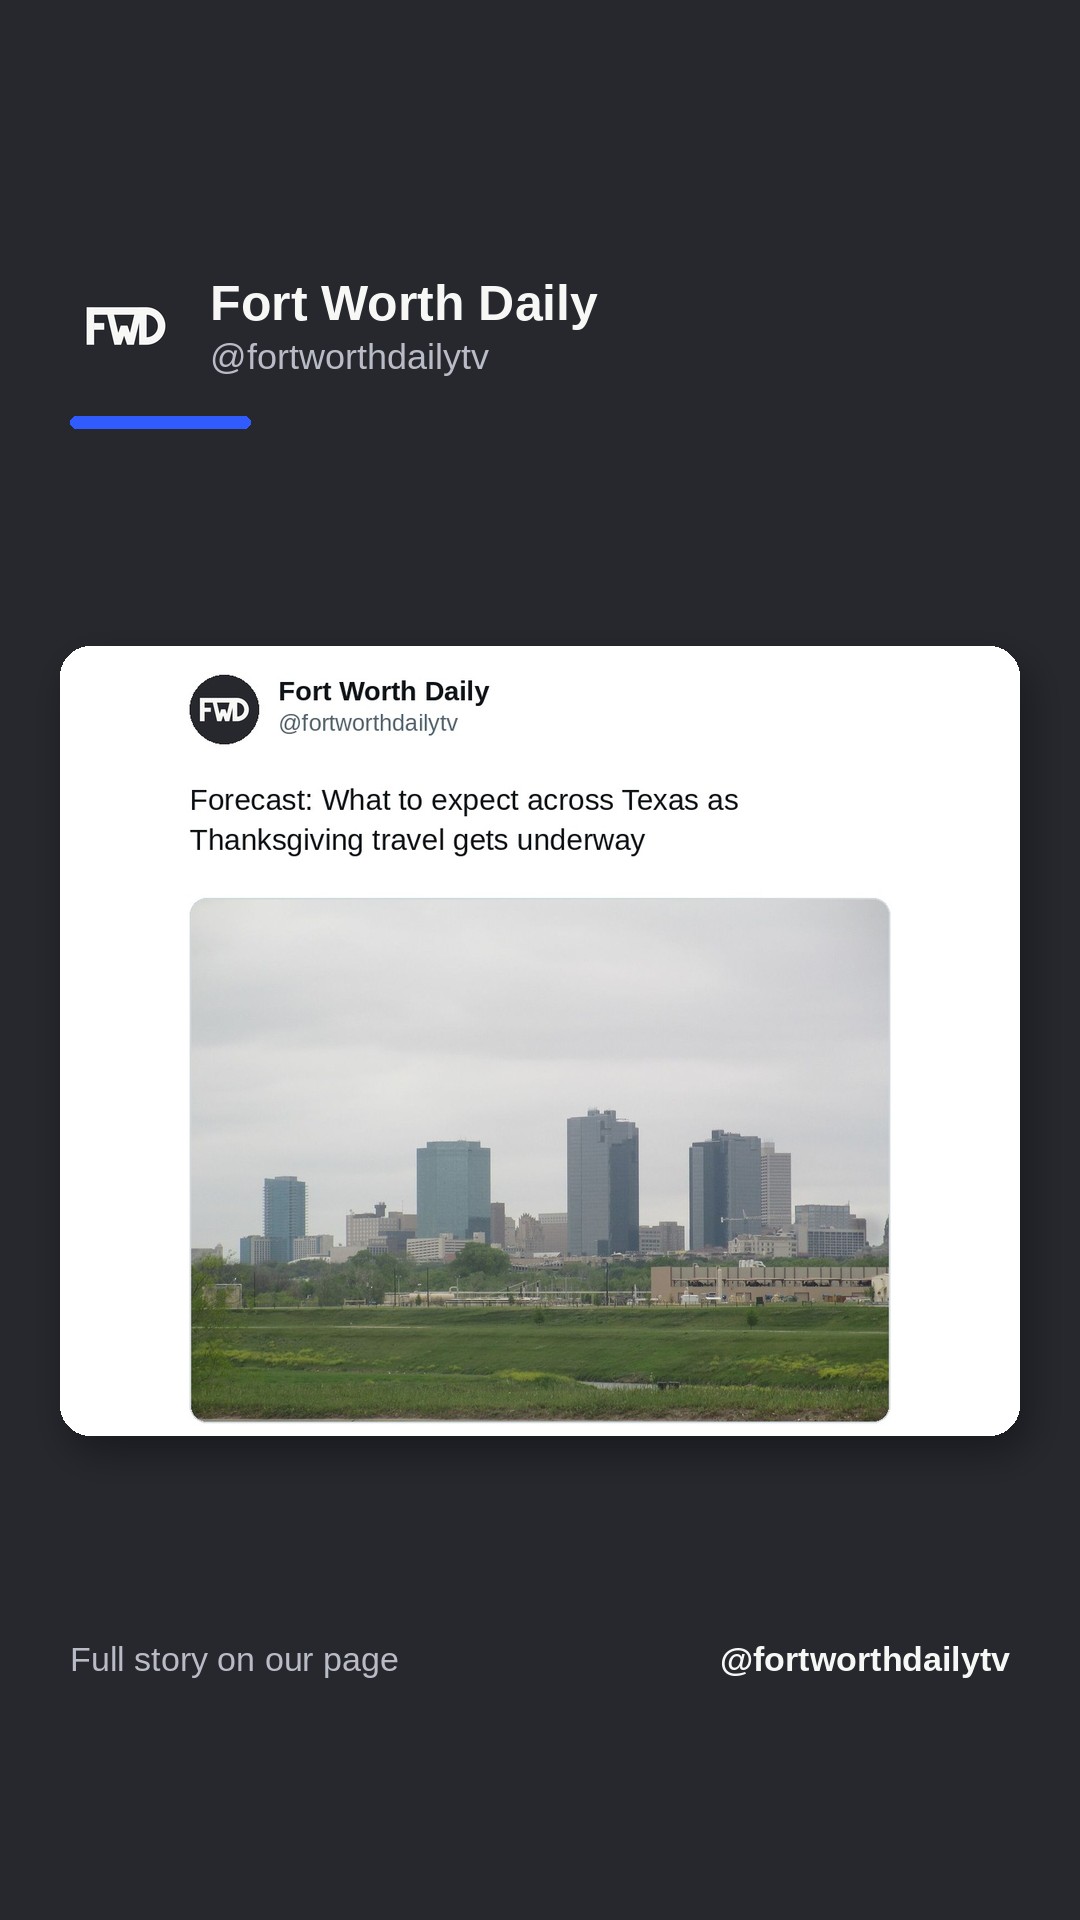 FWD
Fort Worth Daily
@fortworthdailytv
FWD
Fort Worth Daily
@fortworthdailytv
Forecast: What to expect across Texas as
Thanksgiving travel gets underway
Full story on our page
@fortworthdailytv